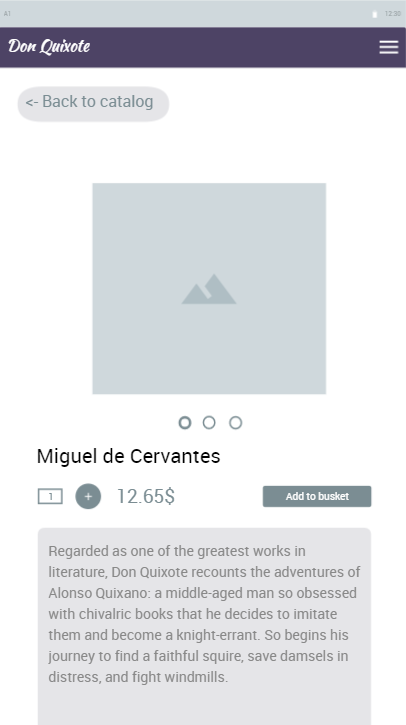 A1 12:30
Don Quixote
<- Back to catalog
Miguel de Cervantes
1 + 12.65$ Add to busket
Regarded as one of the greatest works in
literature, Don Quixote recounts the adventures of
Alonso Quixano: a middle-aged man so obsessed
with chivalric books that he decides to imitate
them and become a knight-errant. So begins his
journey to find a faithful squire, save damsels in
distress, and fight windmills.